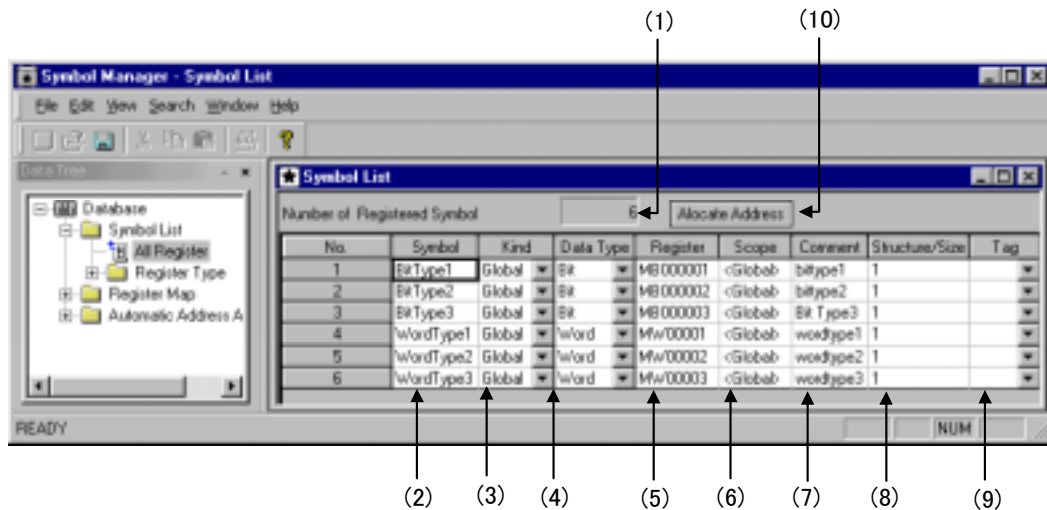 (1) (10)
Symbol Manager - Symbol List
File Edit View Search Window Help
Data Tree
Database
Symbol List
All Register
Register Type
Register Map
Automatic Address A
Symbol List
Number of Registered Symbol 6 Alocate Address
No. Symbol Kind Data Type Register Scope Comment Structure/Size Tag
1 BitType1 Global Bit MB000001 <Global> bittype1 1
2 BitType2 Global Bit MB000002 <Global> bittype2 1
3 BitType3 Global Bit MB000003 <Global> Bit Type3 1
4 WordType1 Global Word MW00001 <Global> wordtype1 1
5 WordType2 Global Word MW00002 <Global> wordtype2 1
6 WordType3 Global Word MW00003 <Global> wordtype3 1
READY NUM
(2) (3) (4) (5) (6) (7) (8) (9)